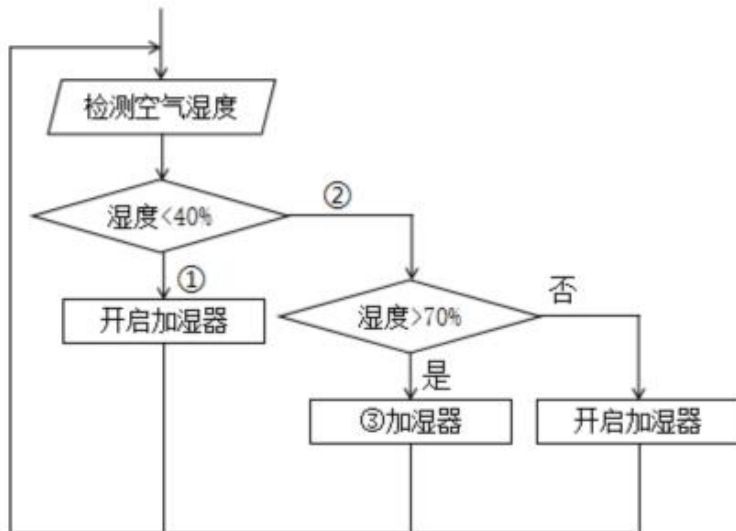 检测空气湿度
湿度<40%
②
①
开启加湿器
湿度>70%
否
是
③加湿器
开启加湿器